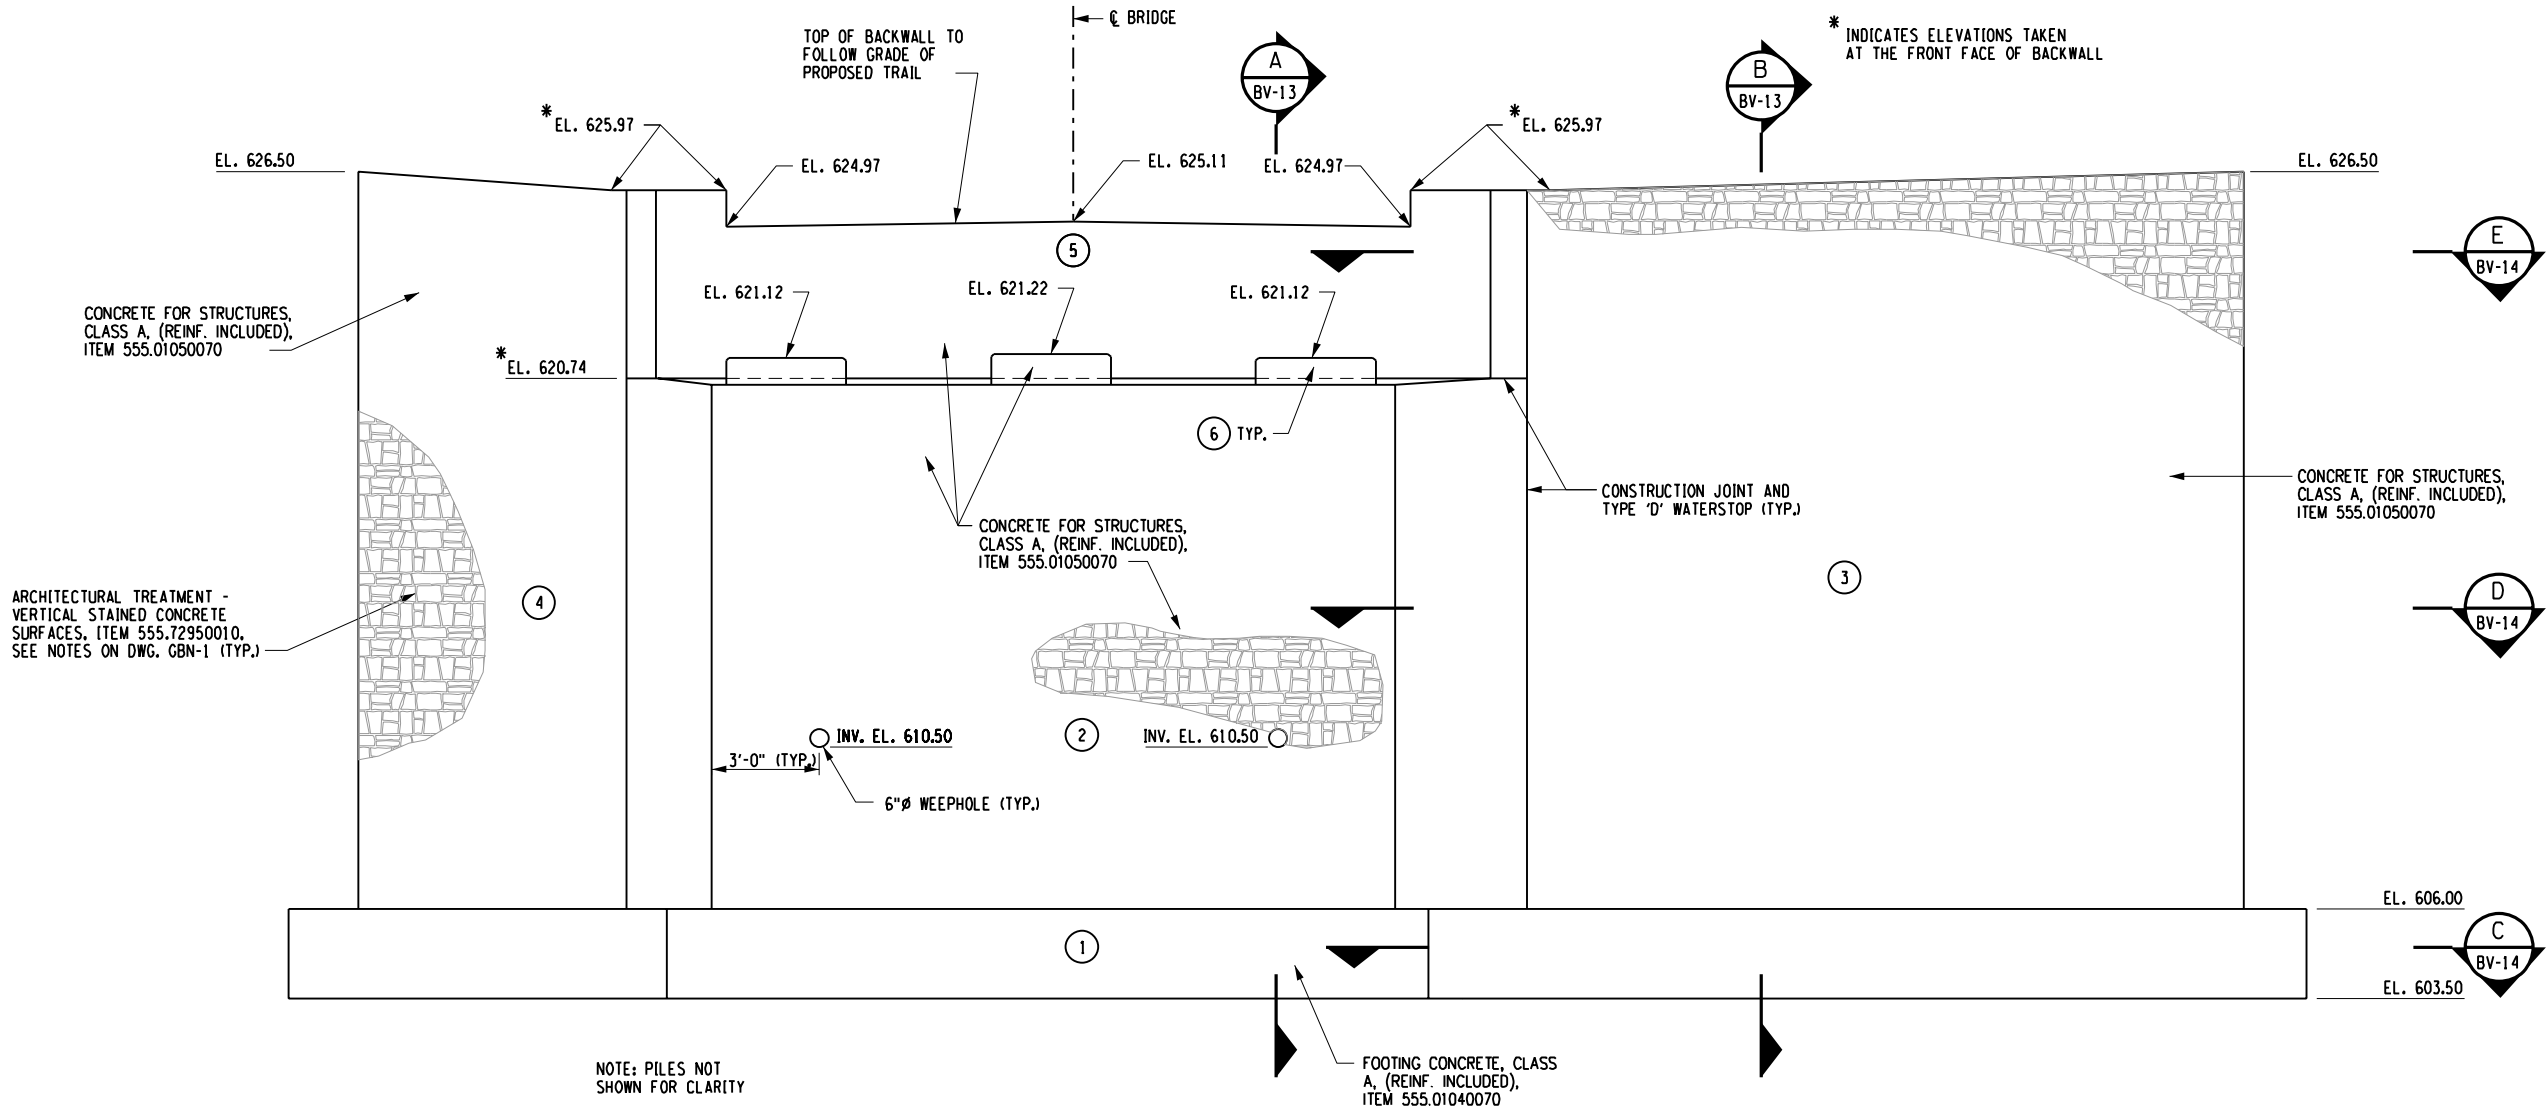 ℄ BRIDGE
TOP OF BACKWALL TO
FOLLOW GRADE OF
PROPOSED TRAIL
A
BV-13
B
BV-13
* INDICATES ELEVATIONS TAKEN
AT THE FRONT FACE OF BACKWALL
* EL. 625.97
* EL. 625.97
EL. 626.50
EL. 624.97
EL. 625.11
EL. 624.97
EL. 626.50
5
E
BV-14
EL. 621.12
EL. 621.22
EL. 621.12
CONCRETE FOR STRUCTURES,
CLASS A, (REINF. INCLUDED),
ITEM 555.01050070
* EL. 620.74
6 TYP.
CONSTRUCTION JOINT AND
TYPE 'D' WATERSTOP (TYP.)
CONCRETE FOR STRUCTURES,
CLASS A, (REINF. INCLUDED),
ITEM 555.01050070
CONCRETE FOR STRUCTURES,
CLASS A, (REINF. INCLUDED),
ITEM 555.01050070
3
4
ARCHITECTURAL TREATMENT -
VERTICAL STAINED CONCRETE
SURFACES, ITEM 555.72950010,
SEE NOTES ON DWG. GBN-1 (TYP.)
D
BV-14
INV. EL. 610.50
2
INV. EL. 610.50
3'-0" (TYP.)
6"Ø WEEPHOLE (TYP.)
EL. 606.00
1
C
BV-14
EL. 603.50
NOTE: PILES NOT
SHOWN FOR CLARITY
FOOTING CONCRETE, CLASS
A, (REINF. INCLUDED),
ITEM 555.01040070